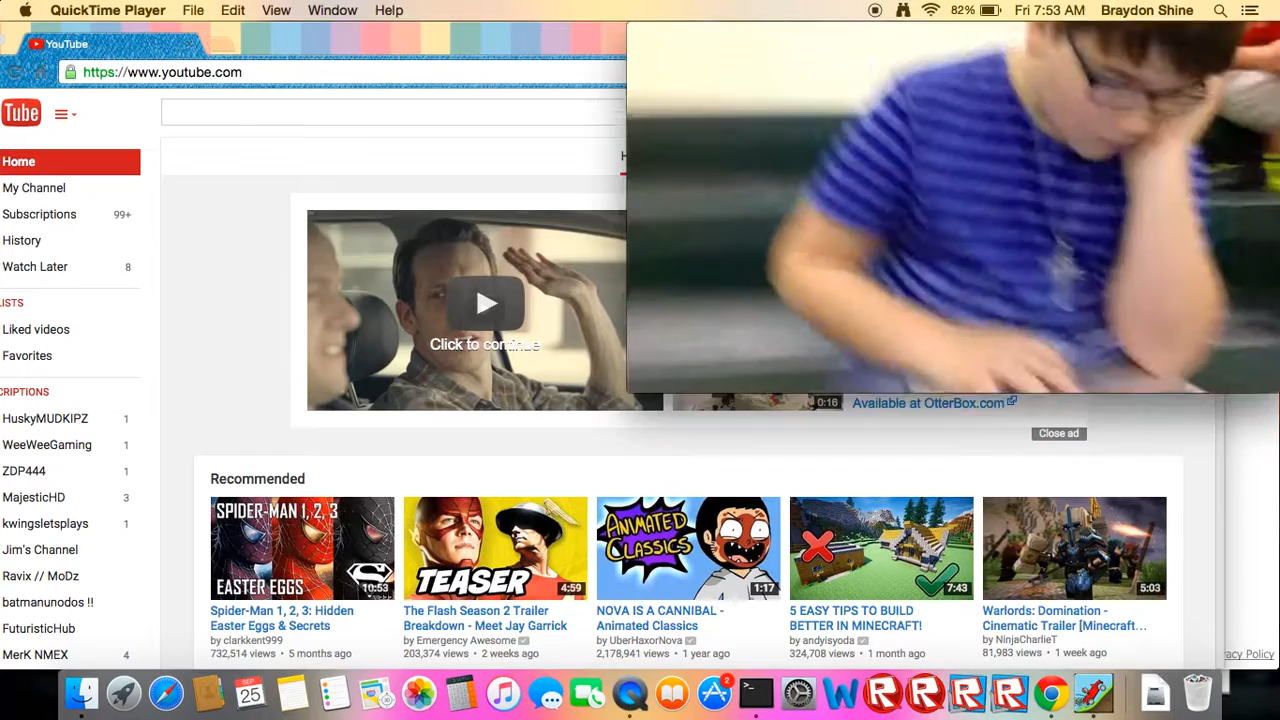 QuickTime Player File Edit View Window Help 82% Fri 7:53 AM Braydon Shine
YouTube
https://www.youtube.com
Tube
Home
My Channel
Subscriptions 99+
History
Watch Later 8
LISTS
Liked videos
Favorites
CRIPTIONS
HuskyMUDKIPZ 1
WeeWeeGaming 1
ZDP444 1
MajesticHD 3
kwingsletsplays 1
Jim's Channel
Ravix // MoDz
batmanunodos !!
FuturisticHub
MerK NMEX 4
Click to continue
0:16 Available at OtterBox.com
Close ad
Recommended
SPIDER-MAN 1, 2, 3
EASTER EGGS
10:53
Spider-Man 1, 2, 3: Hidden
Easter Eggs & Secrets
by clarkkent999
732,514 views • 5 months ago
TEASER
4:59
The Flash Season 2 Trailer
Breakdown - Meet Jay Garrick
by Emergency Awesome
203,374 views • 2 weeks ago
ANIMATED
CLASSICS
1:17
NOVA IS A CANNIBAL -
Animated Classics
by UberHaxorNova
2,178,941 views • 1 year ago
7:43
5 EASY TIPS TO BUILD
BETTER IN MINECRAFT!
by andyisyoda
324,708 views • 1 month ago
5:03
Warlords: Domination -
Cinematic Trailer [Minecraft...
by NinjaCharlieT
81,983 views • 1 week ago
vacy Policy
SEP
25
2